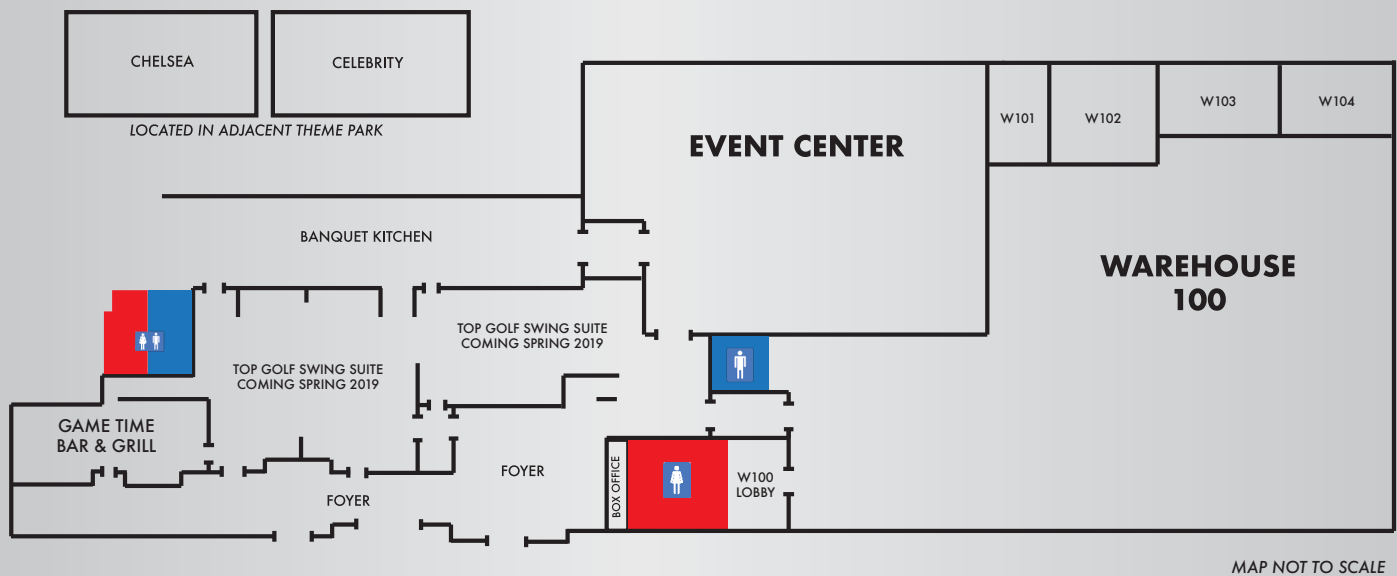 CHELSEA
CELEBRITY
LOCATED IN ADJACENT THEME PARK
EVENT CENTER
W101
W102
W103
W104
BANQUET KITCHEN
WAREHOUSE
100
TOP GOLF SWING SUITE
COMING SPRING 2019
TOP GOLF SWING SUITE
COMING SPRING 2019
GAME TIME
BAR & GRILL
FOYER
FOYER
BOX OFFICE
W100
LOBBY
MAP NOT TO SCALE